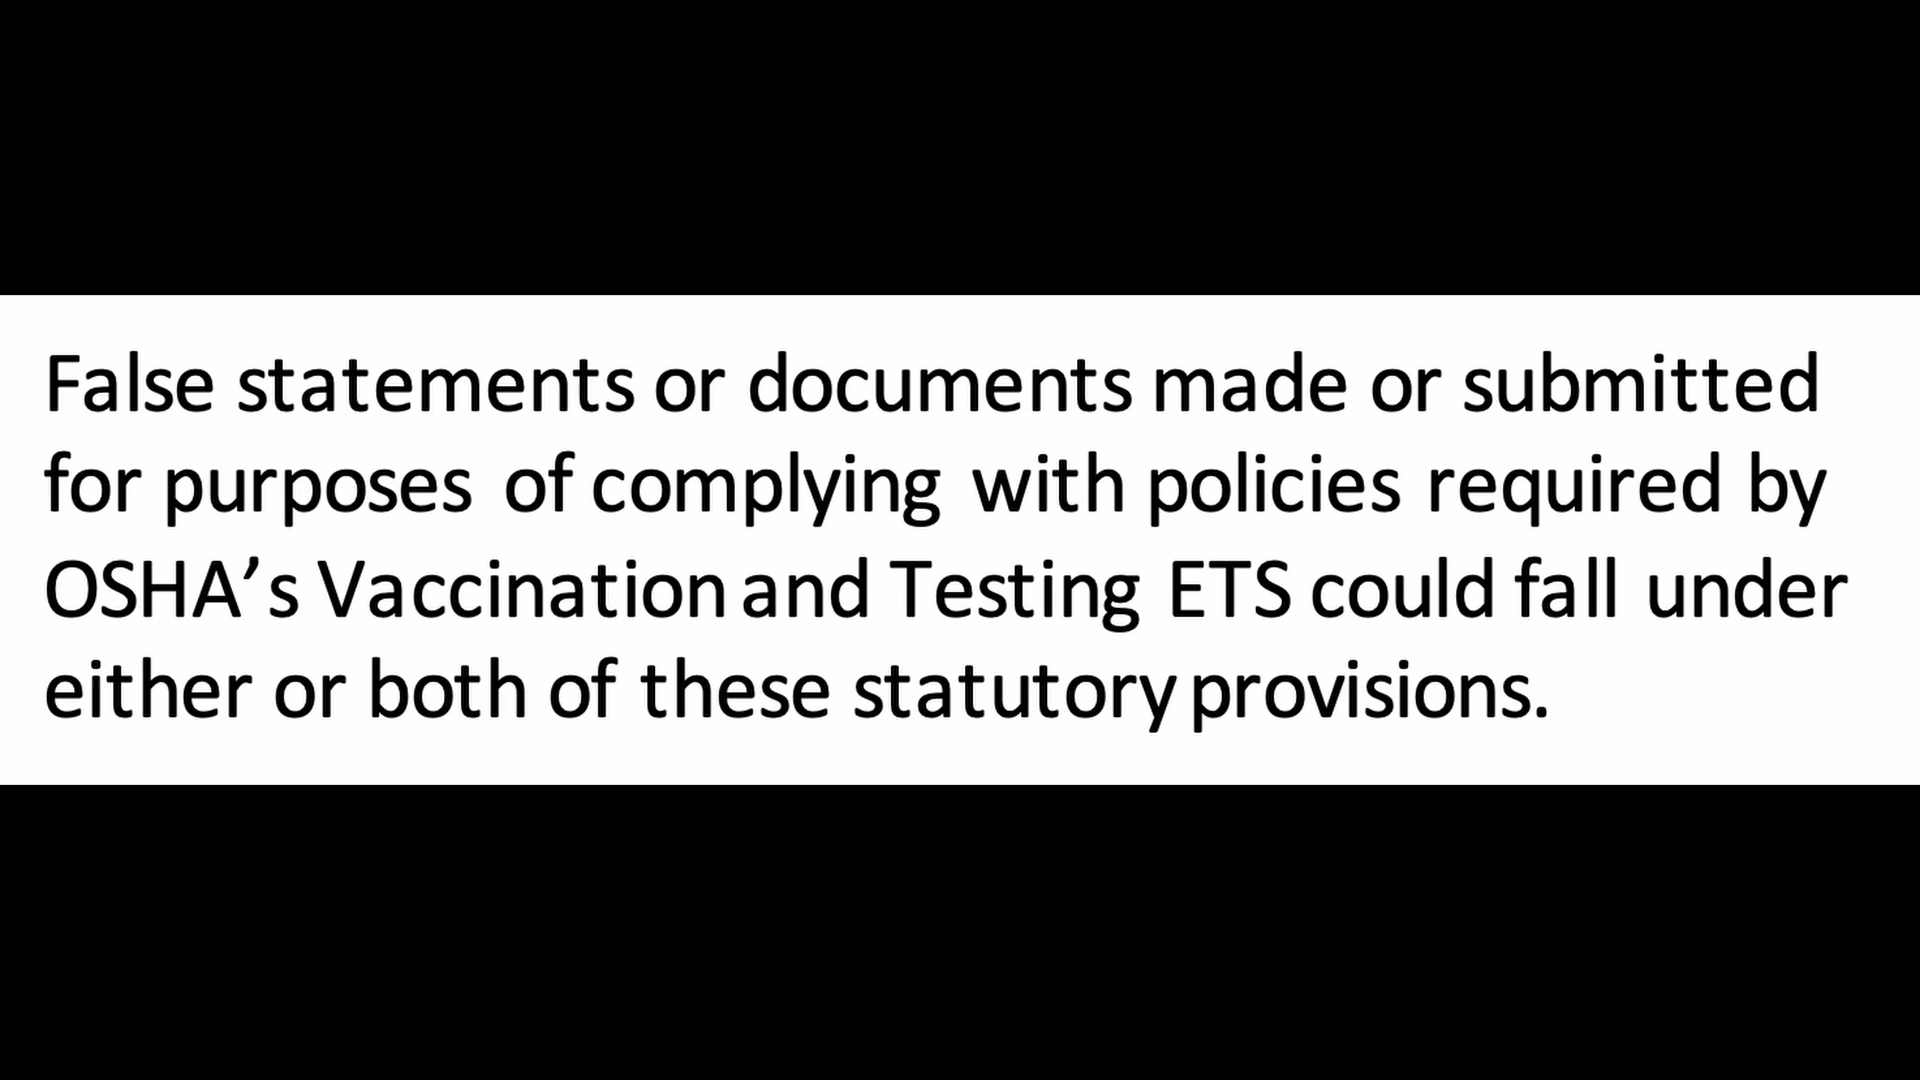 False statements or documents made or submitted
for purposes of complying with policies required by
OSHA’s Vaccination and Testing ETS could fall under
either or both of these statutory provisions.